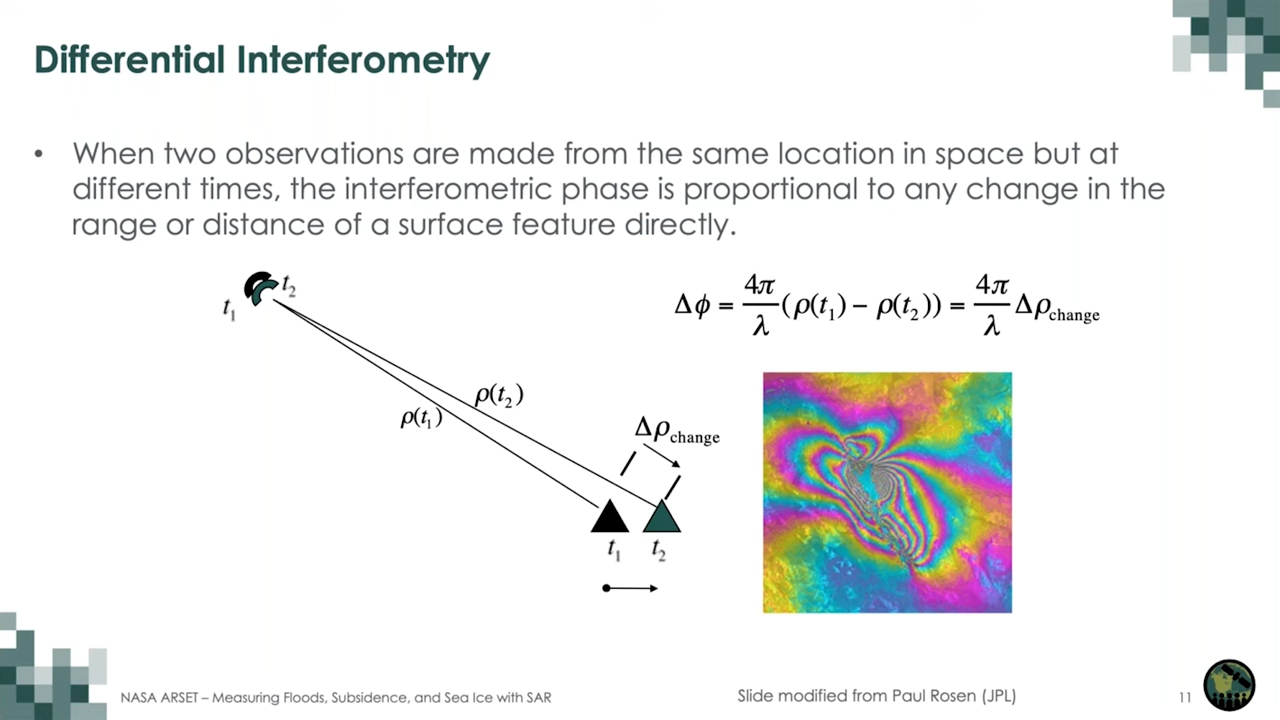 Differential Interferometry
• When two observations are made from the same location in space but at
different times, the interferometric phase is proportional to any change in the
range or distance of a surface feature directly.
t₁
t₂
Δϕ = 4π/λ (ρ(t₁) − ρ(t₂)) = 4π/λ Δρchange
ρ(t₂)
ρ(t₁)
Δρchange
t₁ t₂
NASA ARSET – Measuring Floods, Subsidence, and Sea Ice with SAR
Slide modified from Paul Rosen (JPL)
11